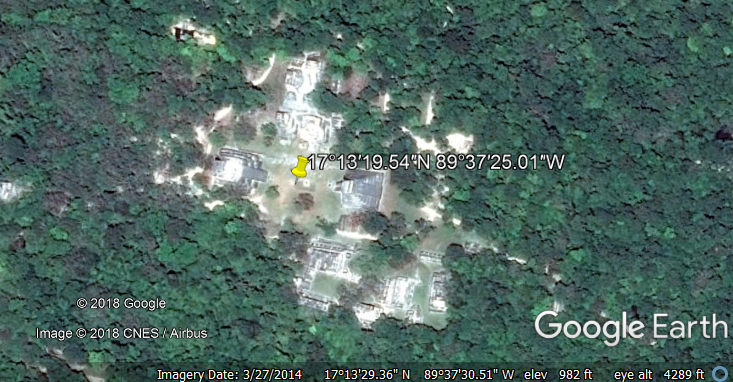 17°13'19.54"N 89°37'25.01"W
© 2018 Google
Image © 2018 CNES / Airbus
Google Earth
Imagery Date: 3/27/2014 17°13'29.36" N 89°37'30.51" W elev 982 ft eye alt 4289 ft